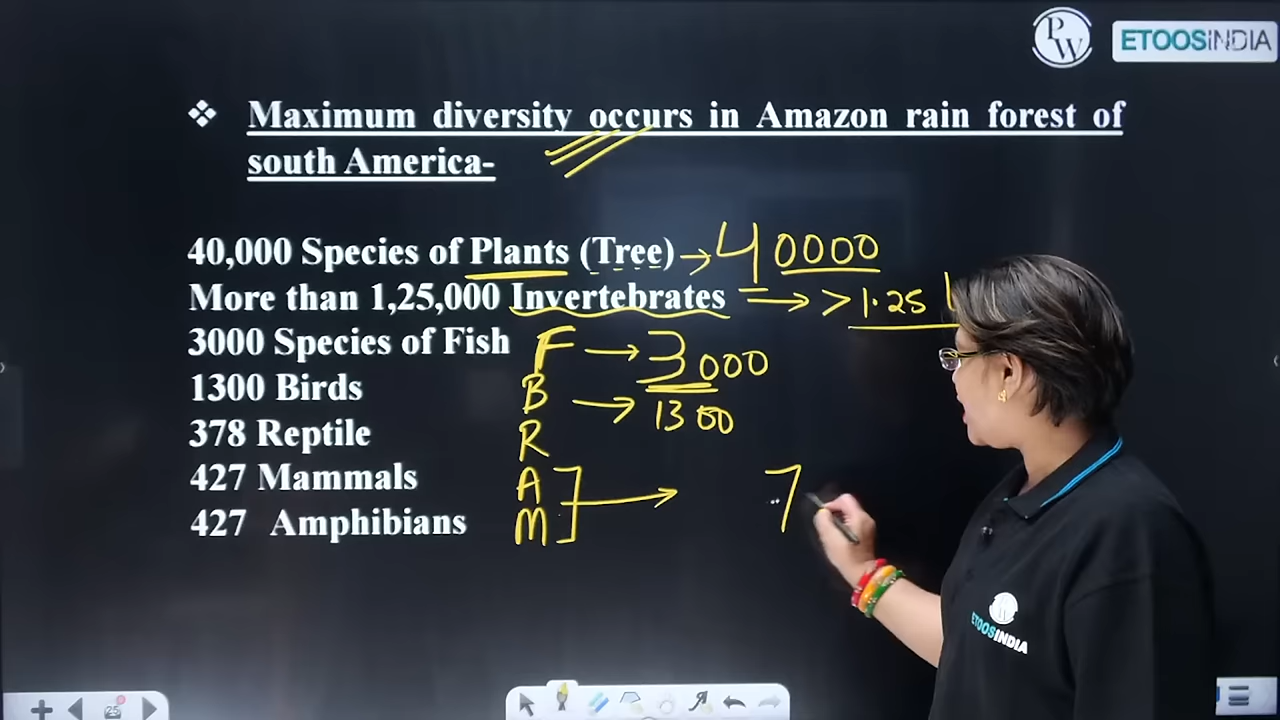 PW ETOOSINDIA
❖ Maximum diversity occurs in Amazon rain forest of
south America-
40,000 Species of Plants (Tree) → 40000
More than 1,25,000 Invertebrates → > 1.25
3000 Species of Fish F → 3000
1300 Birds B → 1300
378 Reptile R
427 Mammals A
427 Amphibians M ] → 7
PW
ETOOSINDIA
25